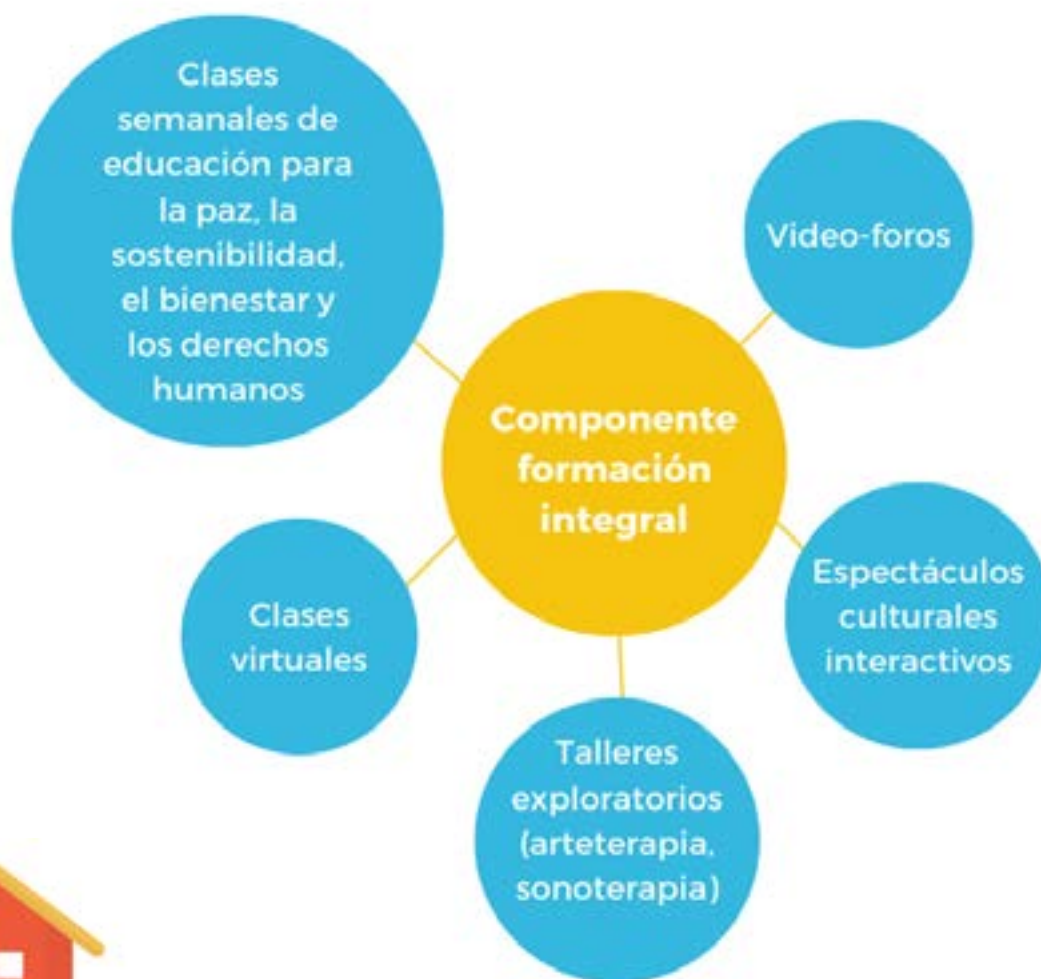 Clases
semanales de
educación para
la paz, la
sostenibilidad,
el bienestar y
los derechos
humanos
Video-foros
Componente
formación
integral
Espectáculos
culturales
interactivos
Clases
virtuales
Talleres
exploratorios
(arteterapia,
sonoterapia)